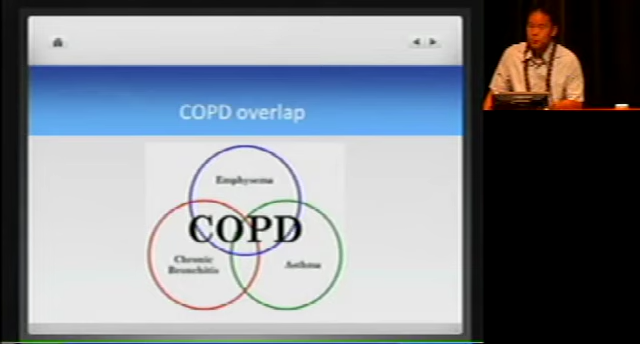 COPD overlap
Emphysema
COPD
Chronic
Bronchitis
Asthma